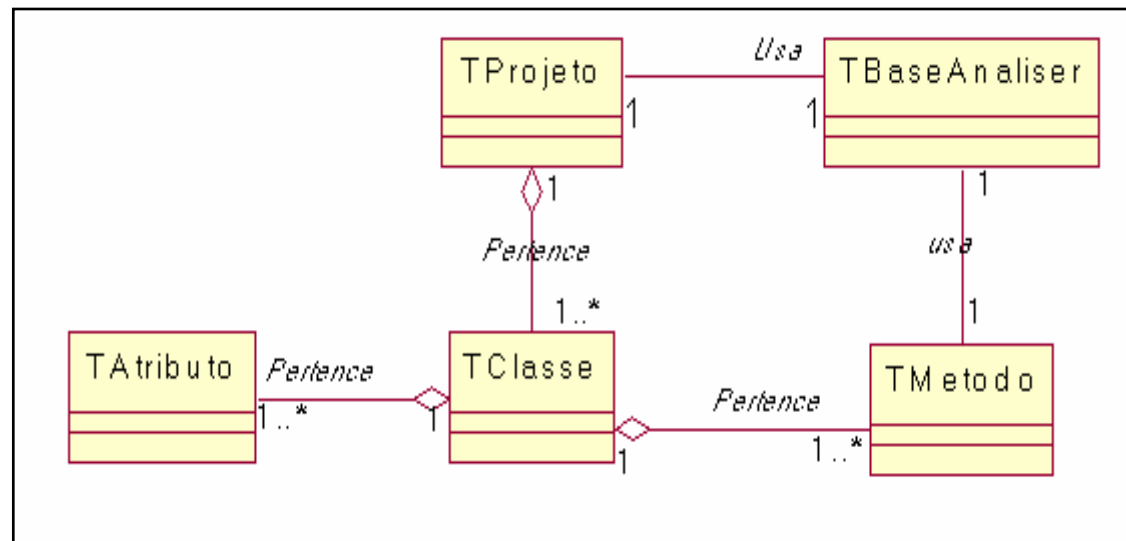 TProjeto
Usa
TBaseAnaliser
1
1
1
1
Pertence
usa
1..*
1
TAtributo
Pertence
TClasse
Pertence
TMetodo
1..*
1
1
1..*